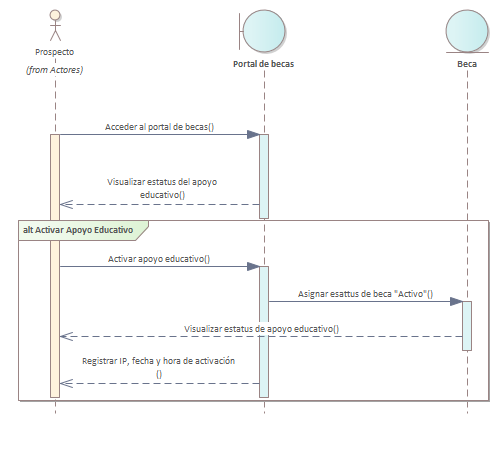 Prospecto
(from Actores)
Portal de becas
Beca
Acceder al portal de becas()
Visualizar estatus del apoyo
educativo()
alt Activar Apoyo Educativo
Activar apoyo educativo()
Asignar esattus de beca "Activo"()
Visualizar estatus de apoyo educativo()
Registrar IP, fecha y hora de activación
()